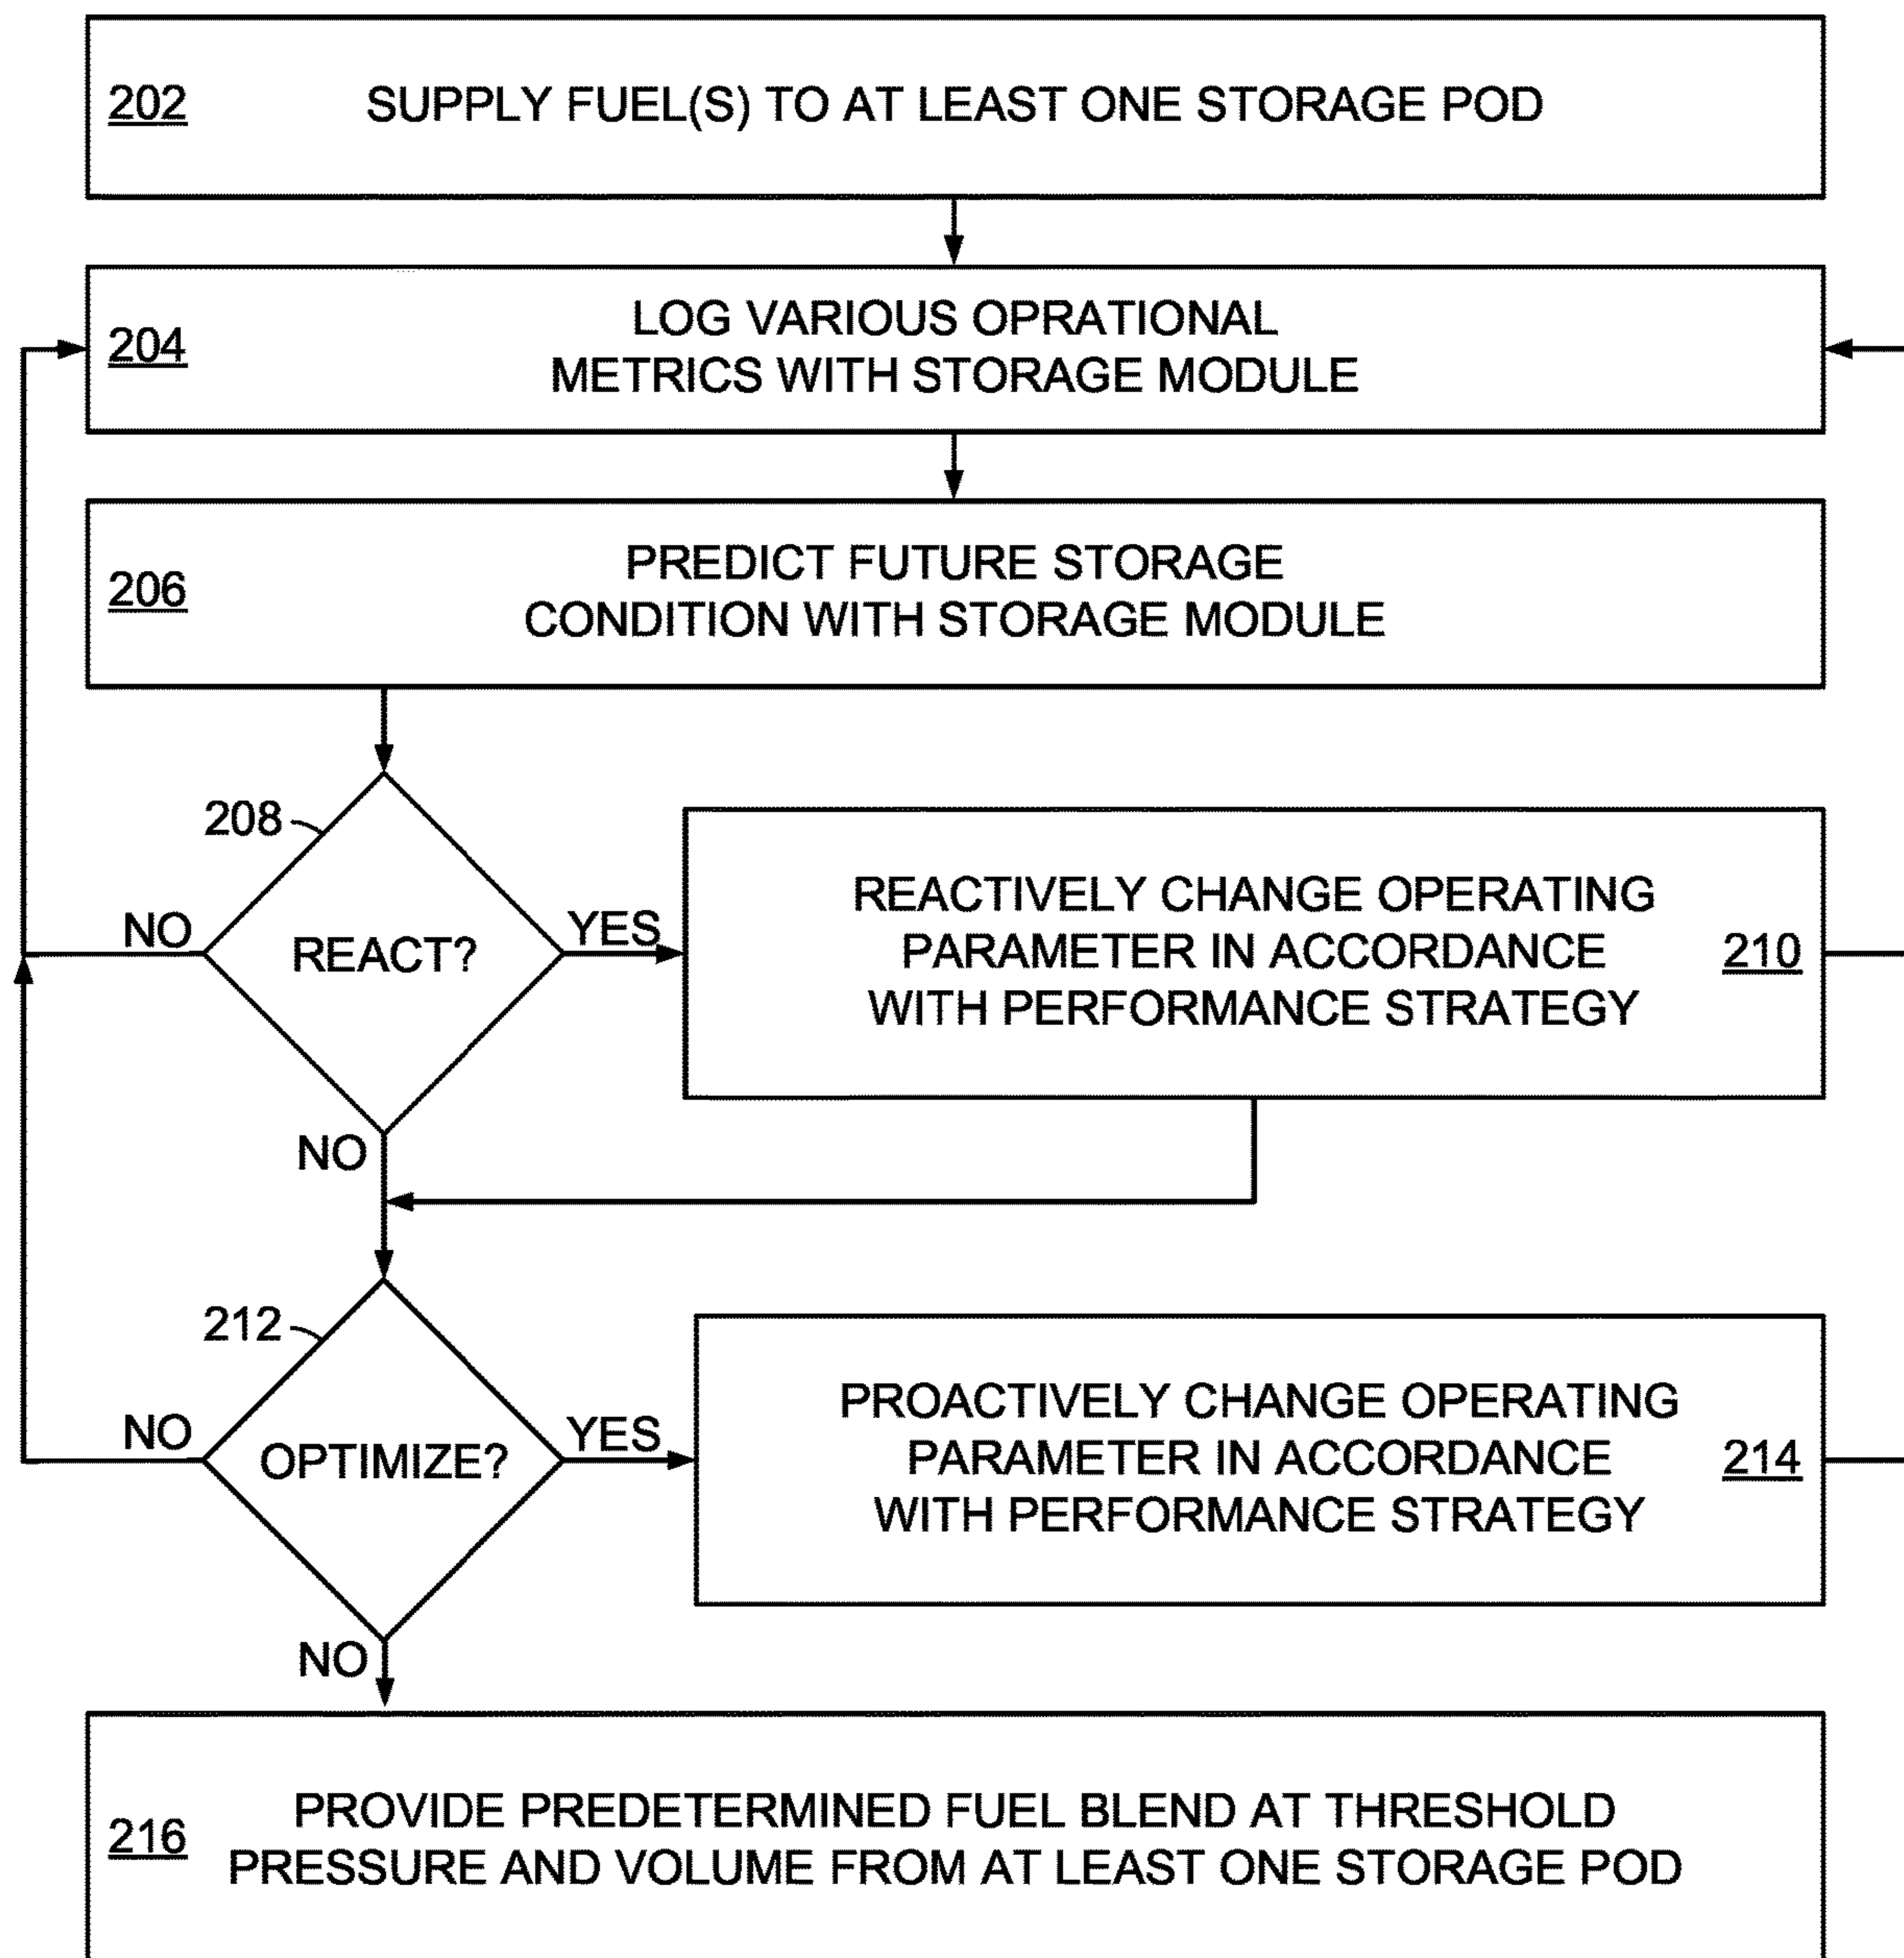 202 SUPPLY FUEL(S) TO AT LEAST ONE STORAGE POD
LOG VARIOUS OPRATIONAL
204
METRICS WITH STORAGE MODULE
PREDICT FUTURE STORAGE
206
CONDITION WITH STORAGE MODULE
208
NO
REACT?
YES
REACTIVELY CHANGE OPERATING
PARAMETER IN ACCORDANCE
210
WITH PERFORMANCE STRATEGY
NO
212
NO
OPTIMIZE?
YES
PROACTIVELY CHANGE OPERATING
PARAMETER IN ACCORDANCE
214
WITH PERFORMANCE STRATEGY
NO
PROVIDE PREDETERMINED FUEL BLEND AT THRESHOLD
216
PRESSURE AND VOLUME FROM AT LEAST ONE STORAGE POD